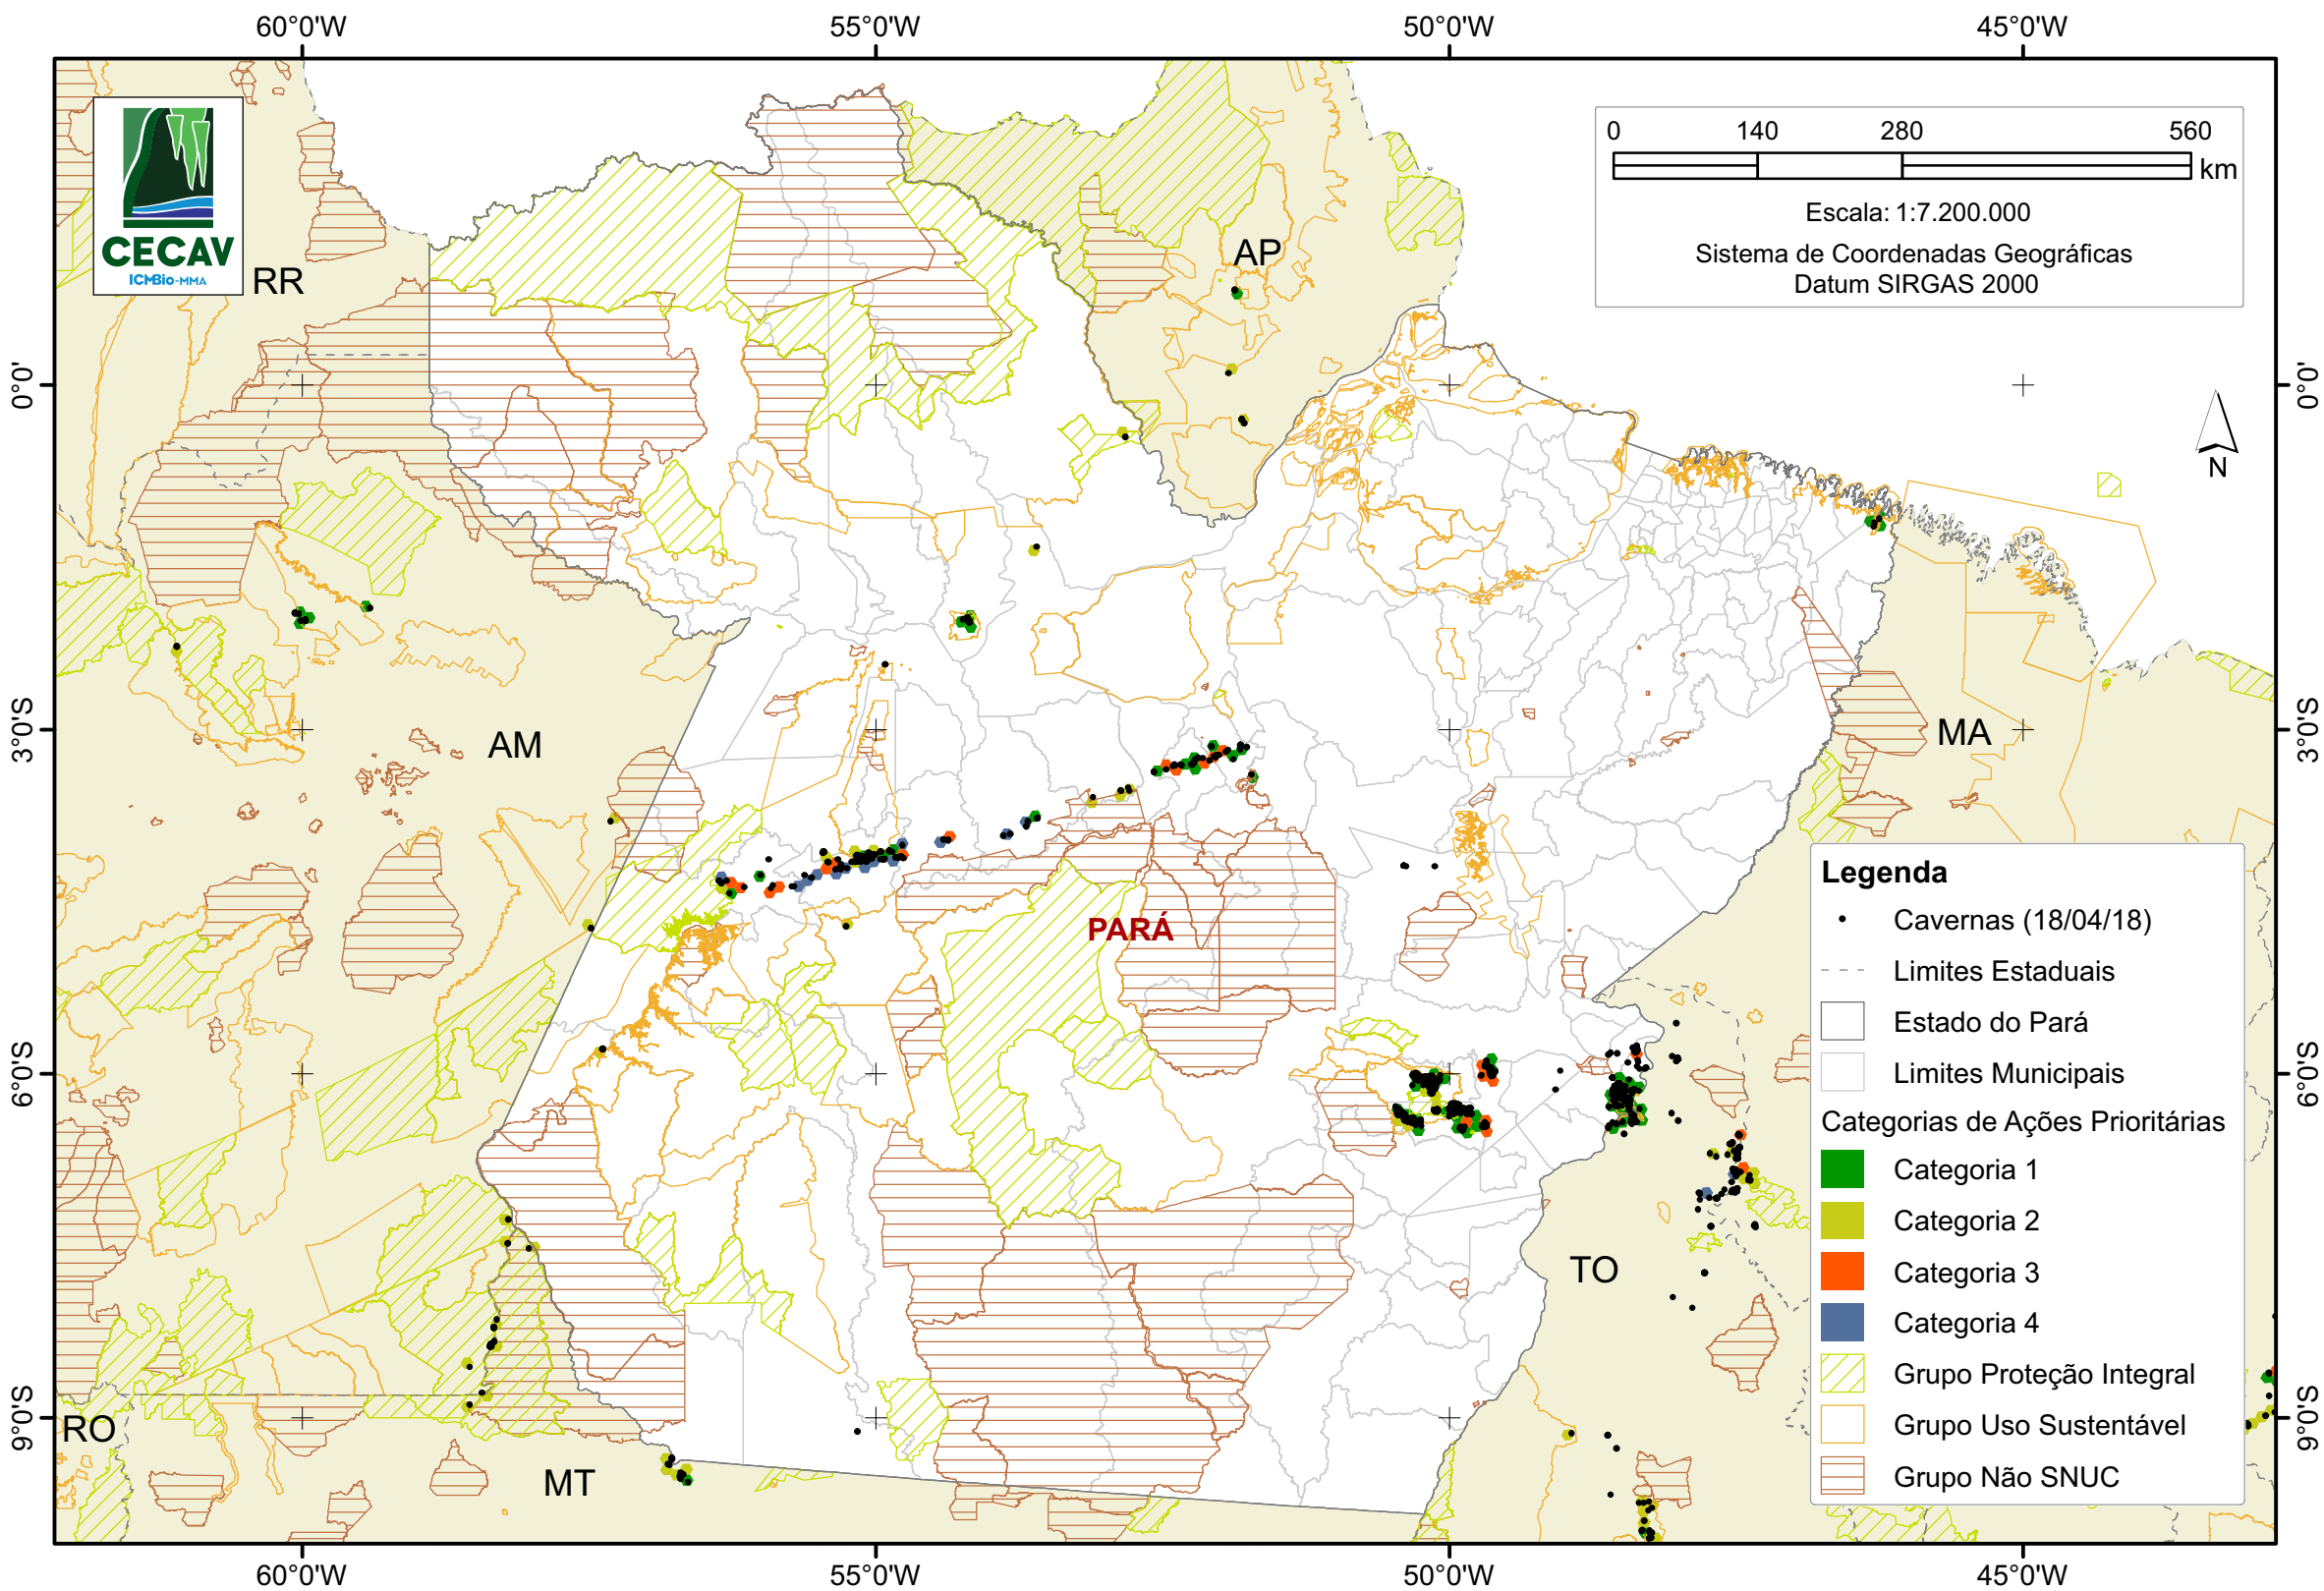 60°0'W 55°0'W 50°0'W 45°0'W
CECAV
ICMBio-MMA
0 140 280 560
km
Escala: 1:7.200.000
Sistema de Coordenadas Geográficas
Datum SIRGAS 2000
RR
AP
0°0' 0°0'
N
3°0'S 3°0'S
AM
MA
PARÁ
6°0'S 6°0'S
TO
9°0'S 9°0'S
RO
MT
Legenda
Cavernas (18/04/18)
Limites Estaduais
Estado do Pará
Limites Municipais
Categorias de Ações Prioritárias
Categoria 1
Categoria 2
Categoria 3
Categoria 4
Grupo Proteção Integral
Grupo Uso Sustentável
Grupo Não SNUC
60°0'W 55°0'W 50°0'W 45°0'W